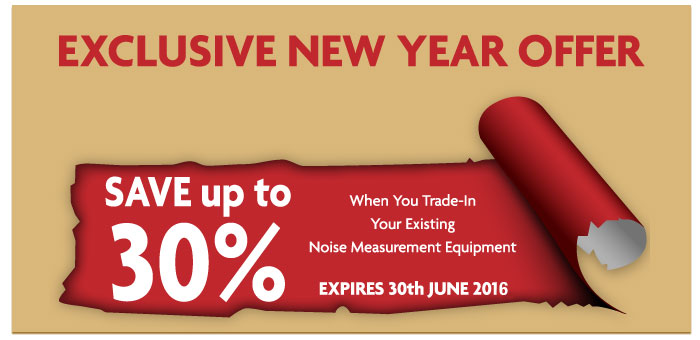 EXCLUSIVE NEW YEAR OFFER
SAVE up to
30%
When You Trade-In
Your Existing
Noise Measurement Equipment
EXPIRES 30th JUNE 2016